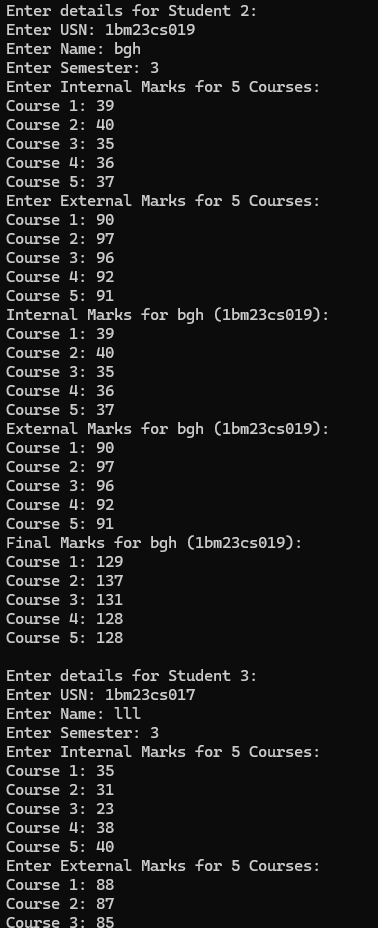 Enter details for Student 2:
Enter USN: 1bm23cs019
Enter Name: bgh
Enter Semester: 3
Enter Internal Marks for 5 Courses:
Course 1: 39
Course 2: 40
Course 3: 35
Course 4: 36
Course 5: 37
Enter External Marks for 5 Courses:
Course 1: 90
Course 2: 97
Course 3: 96
Course 4: 92
Course 5: 91
Internal Marks for bgh (1bm23cs019):
Course 1: 39
Course 2: 40
Course 3: 35
Course 4: 36
Course 5: 37
External Marks for bgh (1bm23cs019):
Course 1: 90
Course 2: 97
Course 3: 96
Course 4: 92
Course 5: 91
Final Marks for bgh (1bm23cs019):
Course 1: 129
Course 2: 137
Course 3: 131
Course 4: 128
Course 5: 128
Enter details for Student 3:
Enter USN: 1bm23cs017
Enter Name: lll
Enter Semester: 3
Enter Internal Marks for 5 Courses:
Course 1: 35
Course 2: 31
Course 3: 23
Course 4: 38
Course 5: 40
Enter External Marks for 5 Courses:
Course 1: 88
Course 2: 87
Course 3: 85